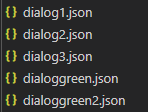 {} dialog1.json
{} dialog2.json
{} dialog3.json
{} dialoggreen.json
{} dialoggreen2.json